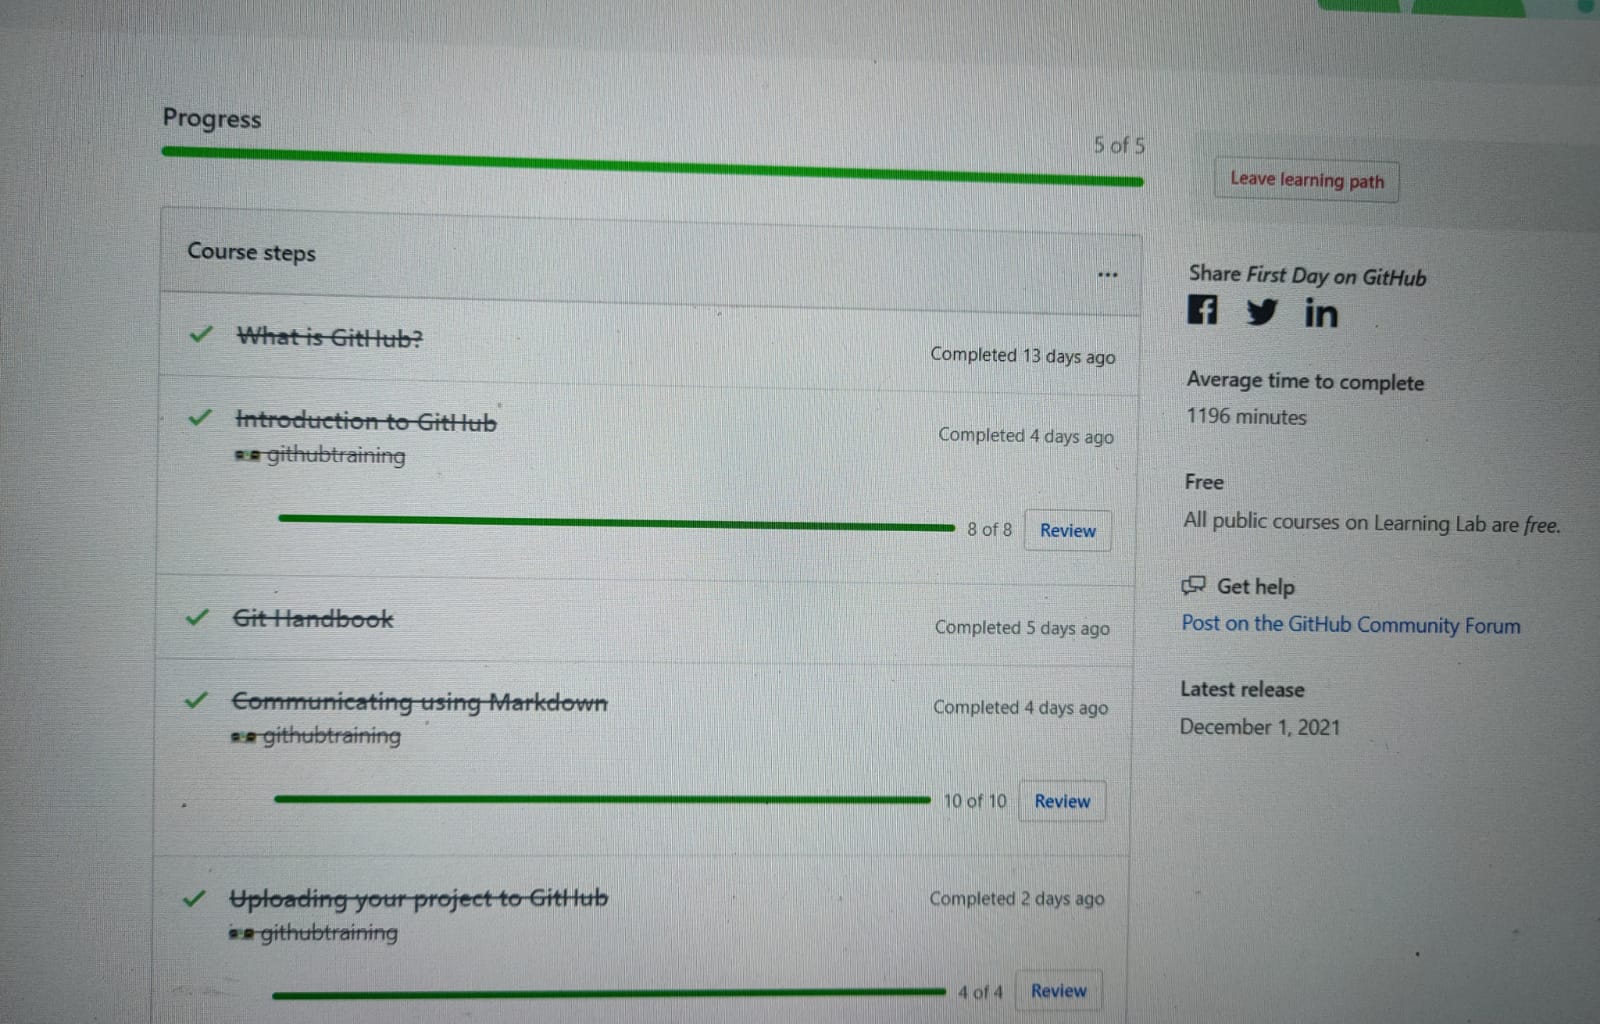 Progress
5 of 5
Leave learning path
Course steps
...
What is GitHub?
Completed 13 days ago
Introduction to GitHub
githubtraining
Completed 4 days ago
8 of 8
Review
Git Handbook
Completed 5 days ago
Communicating using Markdown
githubtraining
Completed 4 days ago
10 of 10
Review
Uploading your project to GitHub
githubtraining
Completed 2 days ago
4 of 4
Review
Share First Day on GitHub
Average time to complete
1196 minutes
Free
All public courses on Learning Lab are free.
Get help
Post on the GitHub Community Forum
Latest release
December 1, 2021